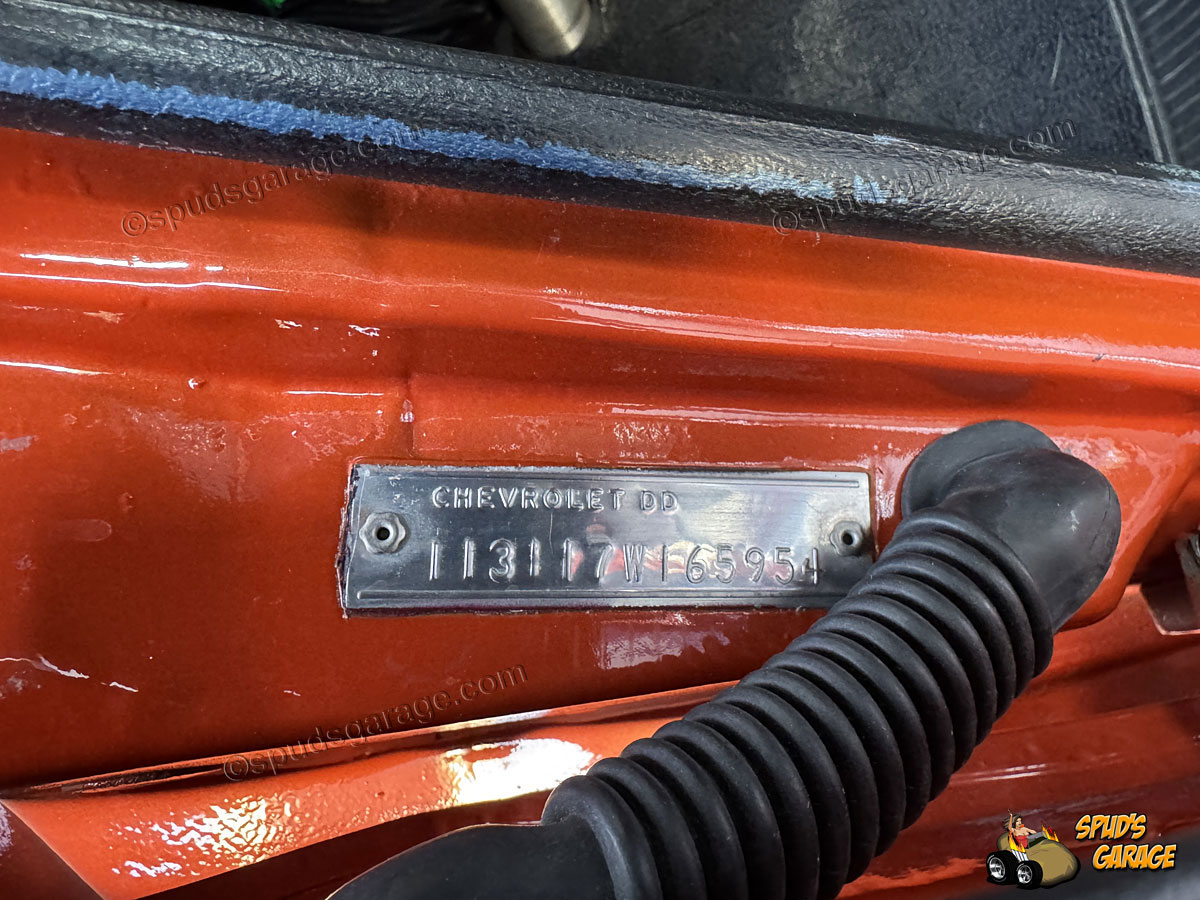 ©spudsgarage.com
©spudsgarage.com
CHEVROLET DD
113117W165954
©spudsgarage.com
SPUD'S
GARAGE